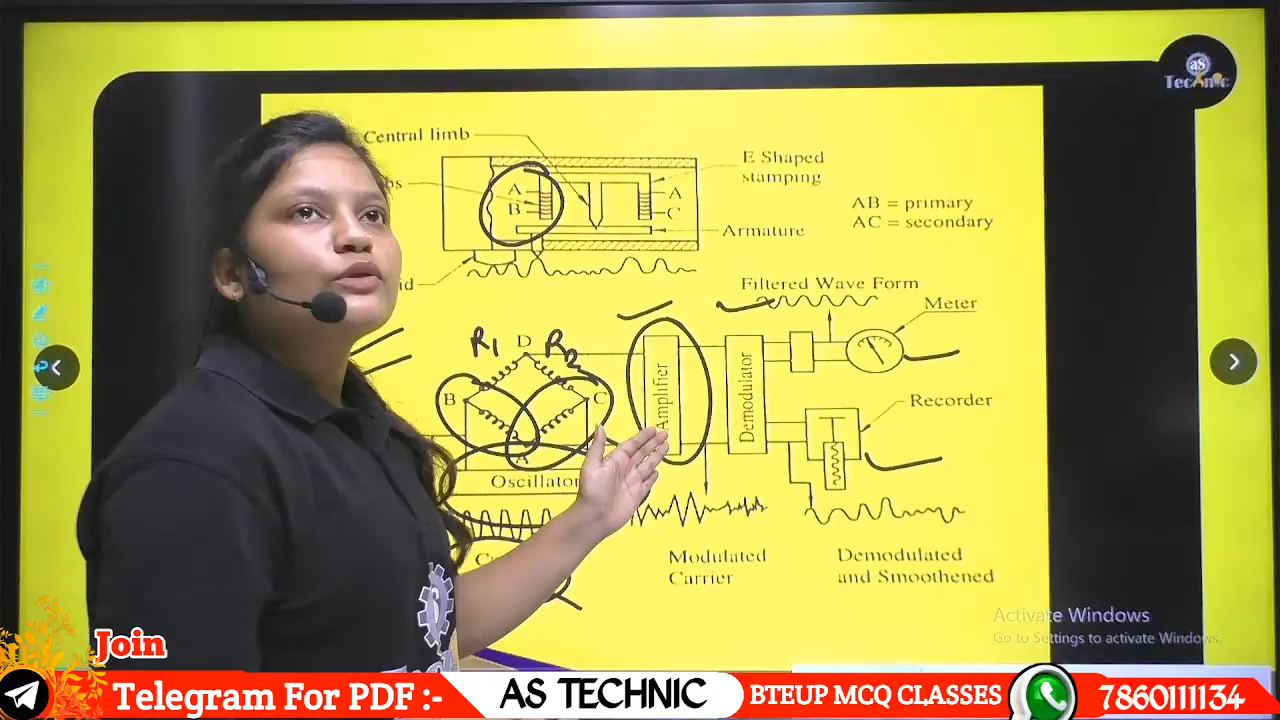 aS
Technic
Central limb
E Shaped
stamping
A
A
B
C
AB = primary
AC = secondary
Armature
Filtered Wave Form
Meter
R1
D
R2
B
C
A
Amplifier
Demodulator
Recorder
Oscillator
Modulated
Carrier
Demodulated
and Smoothened
Activate Windows
Go to Settings to activate Windows.
Join
Telegram For PDF :-
AS TECHNIC
BTEUP MCQ CLASSES
7860111134